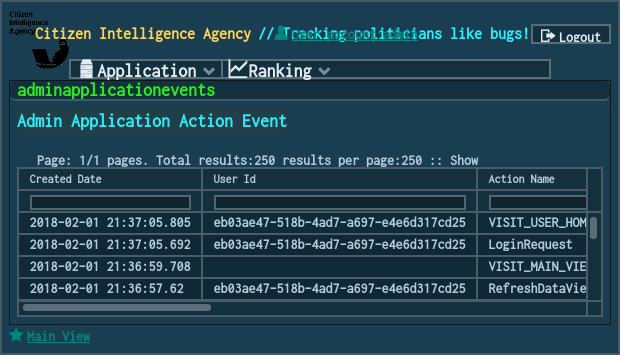 Citizen
Intelligence
Agency
Citizen Intelligence Agency // Tracking politicians like bugs!
Logout
Application Ranking
adminapplicationevents
Admin Application Action Event
Page: 1/1 pages. Total results:250 results per page:250 :: Show
Created Date User Id Action Name
2018-02-01 21:37:05.805 eb03ae47-518b-4ad7-a697-e4e6d317cd25 VISIT_USER_HOM
2018-02-01 21:37:05.692 eb03ae47-518b-4ad7-a697-e4e6d317cd25 LoginRequest
2018-02-01 21:36:59.708 VISIT_MAIN_VIE
2018-02-01 21:36:57.62 eb03ae47-518b-4ad7-a697-e4e6d317cd25 RefreshDataVie
Main View